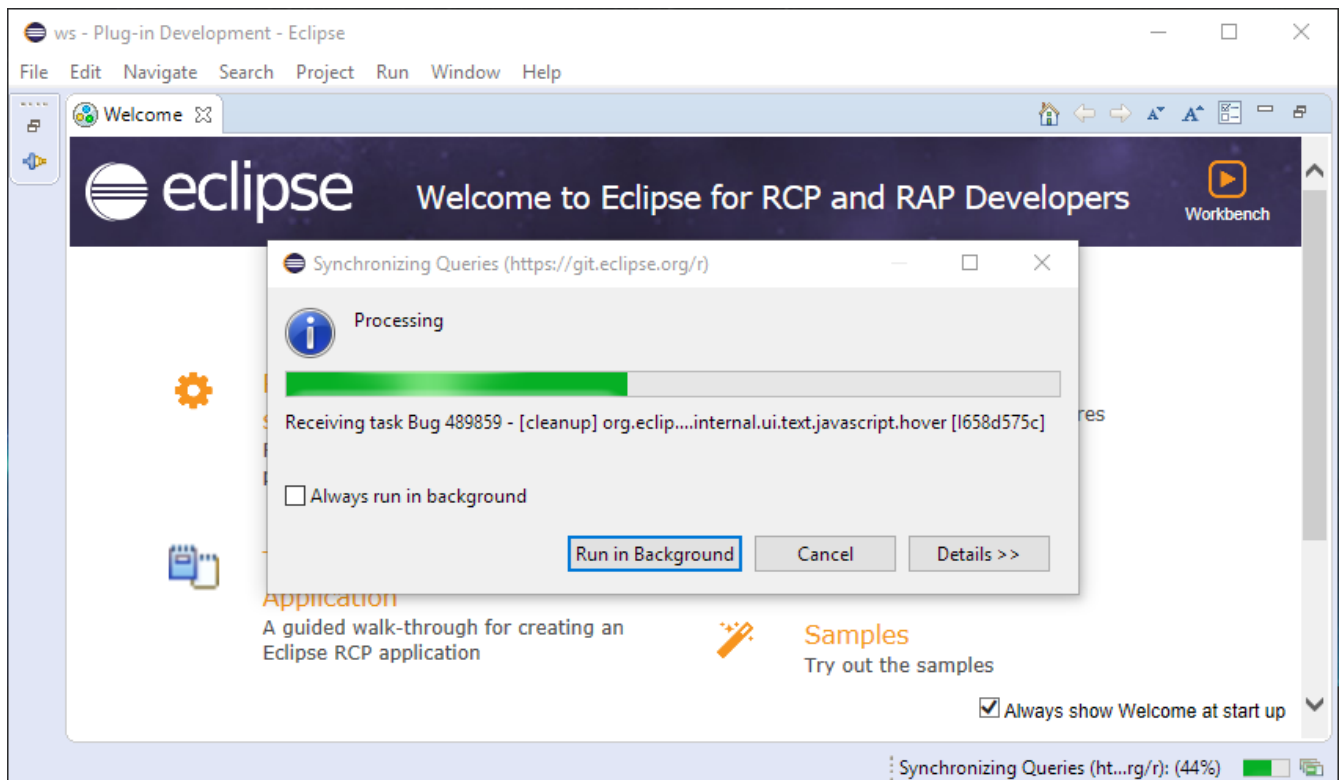 ws - Plug-in Development - Eclipse
File Edit Navigate Search Project Run Window Help
Welcome
eclipse
Welcome to Eclipse for RCP and RAP Developers
Workbench
Synchronizing Queries (https://git.eclipse.org/r)
Processing
Receiving task Bug 489859 - [cleanup] org.eclip....internal.ui.text.javascript.hover [I658d575c]
res
Always run in background
Run in Background
Cancel
Details >>
Application
A guided walk-through for creating an
Eclipse RCP application
Samples
Try out the samples
Always show Welcome at start up
Synchronizing Queries (ht...rg/r): (44%)